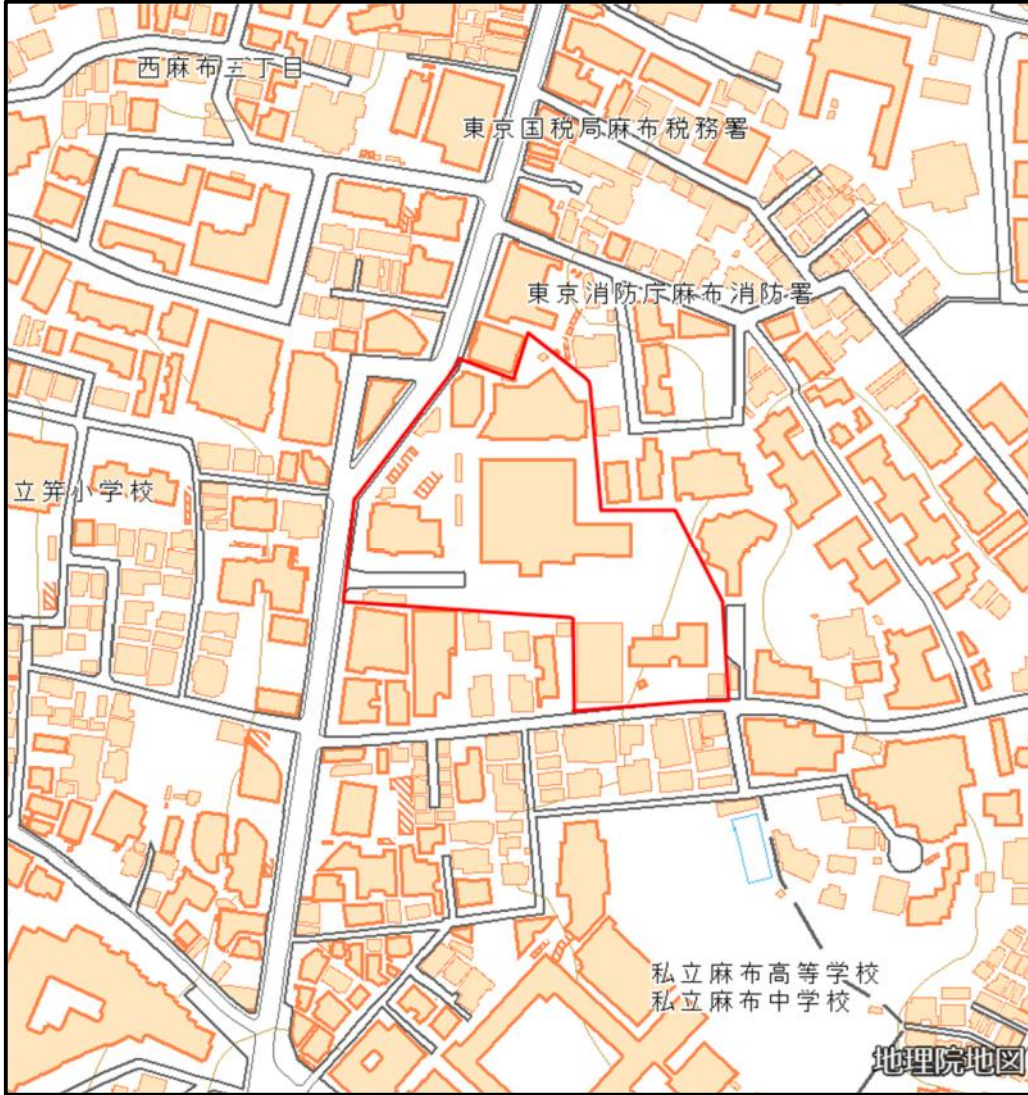 西麻布三丁目
東京国税局麻布税務署
東京消防庁麻布消防署
立笄小学校
私立麻布高等学校
私立麻布中学校
地理院地図